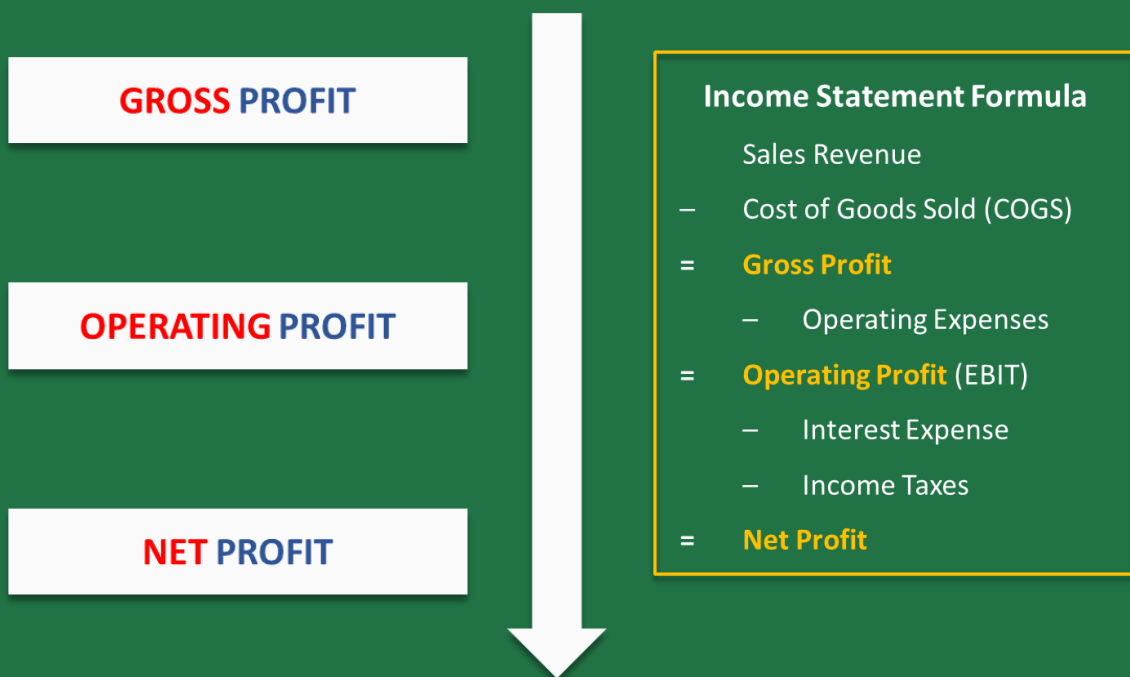 GROSS PROFIT
OPERATING PROFIT
NET PROFIT
Income Statement Formula
Sales Revenue
– Cost of Goods Sold (COGS)
= Gross Profit
– Operating Expenses
= Operating Profit (EBIT)
– Interest Expense
– Income Taxes
= Net Profit